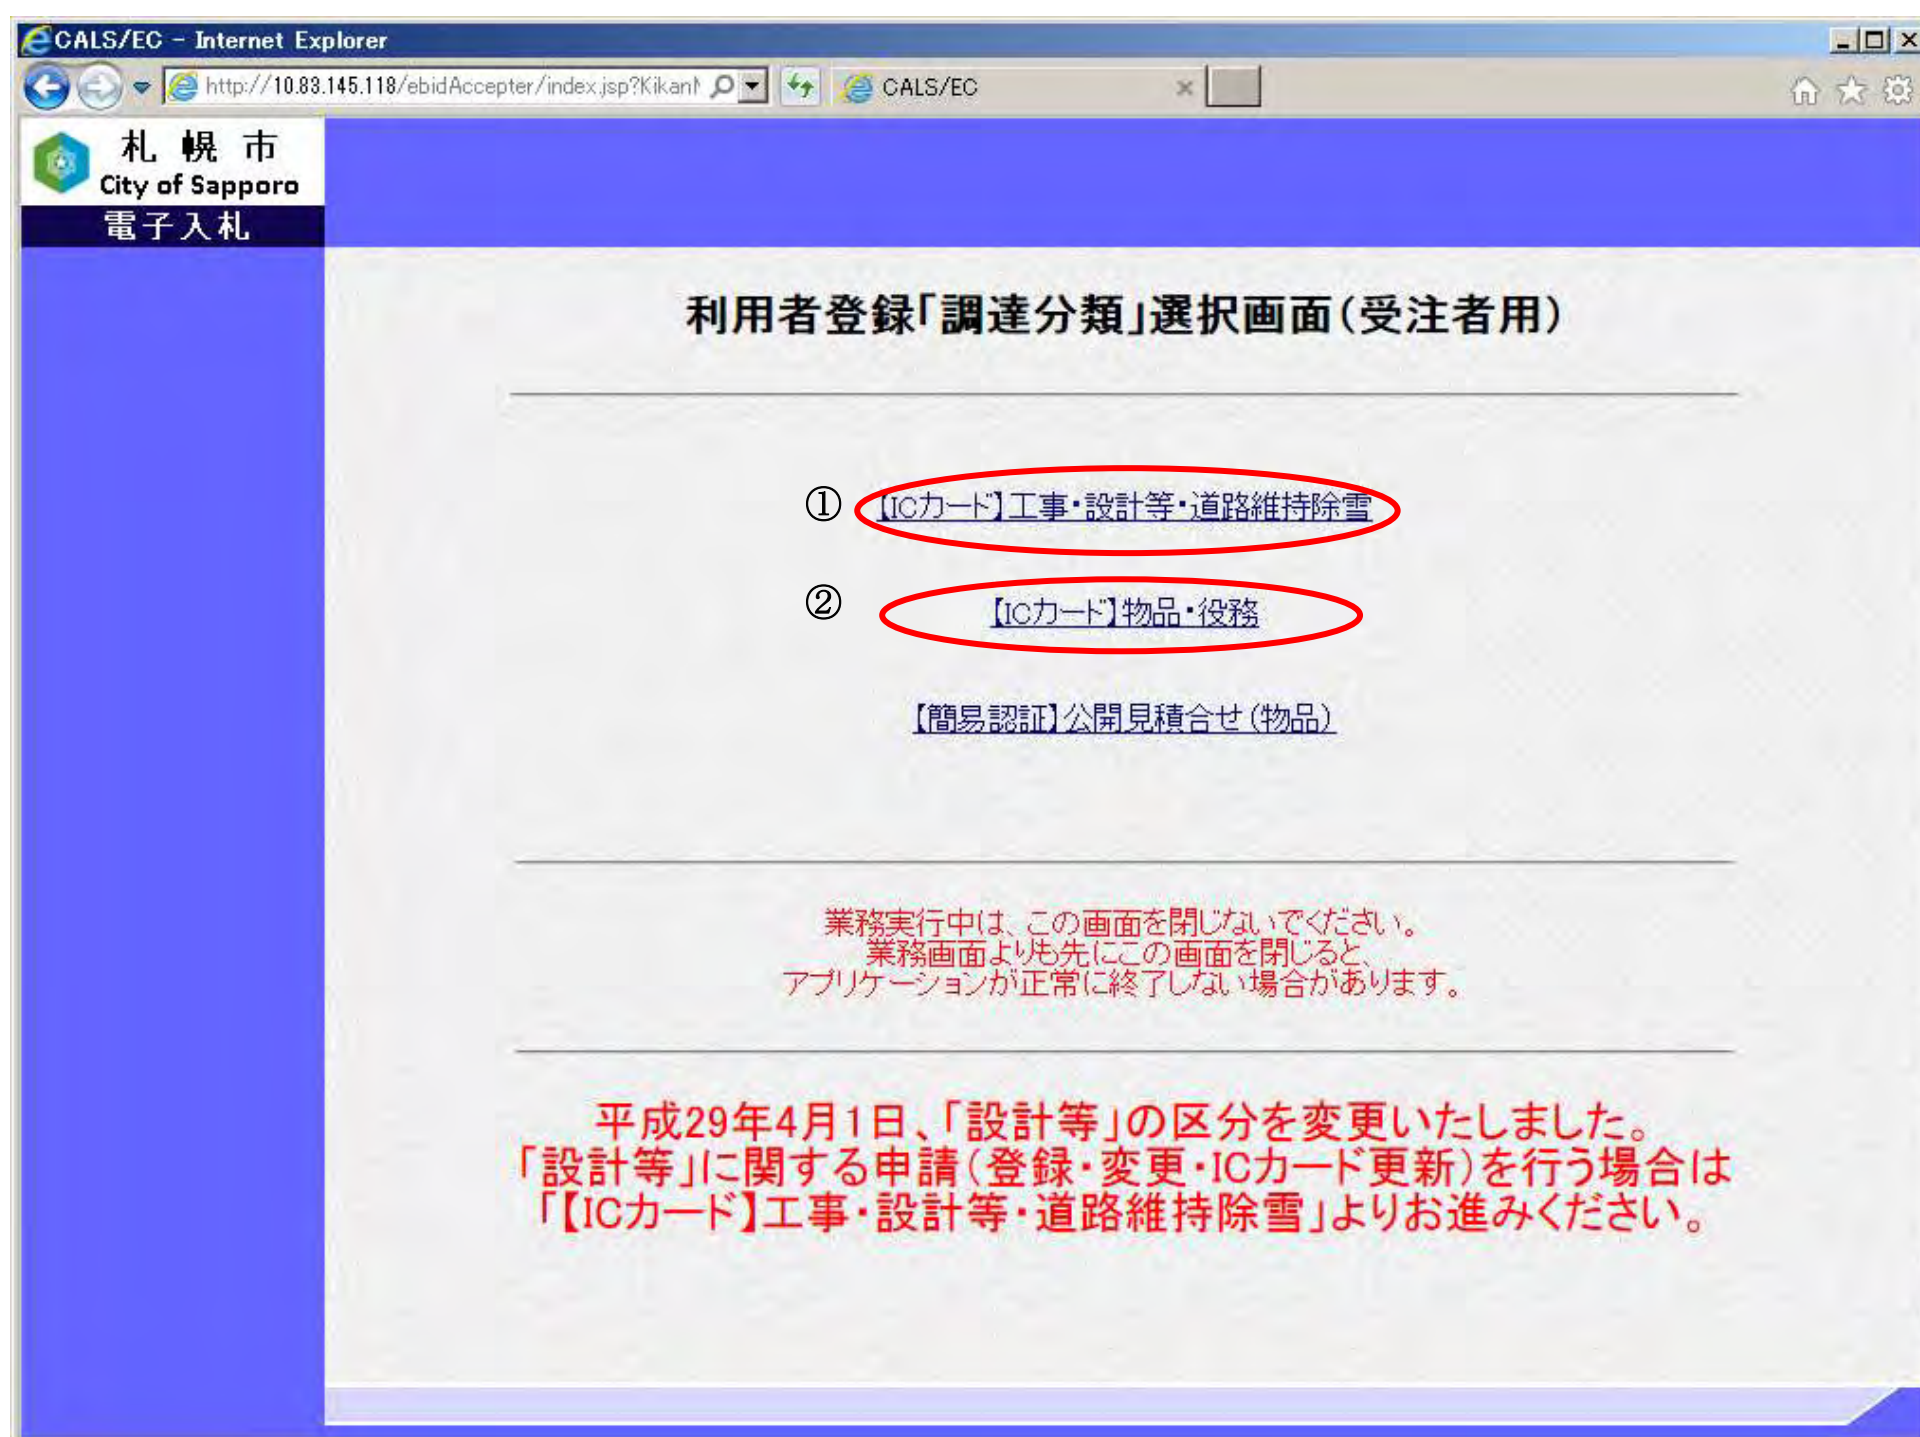 CALS/EC - Internet Explorer
http://10.83.145.118/ebidAccepter/index.jsp?Kikan
CALS/EC
札幌市
City of Sapporo
電子入札
利用者登録「調達分類」選択画面(受注者用)
① 【ICカード】工事・設計等・道路維持除雪
② 【ICカード】物品・役務
【簡易認証】公開見積合せ(物品)
業務実行中は、この画面を閉じないでください。
業務画面よりも先にこの画面を閉じると、
アプリケーションが正常に終了しない場合があります。
平成29年4月1日、「設計等」の区分を変更いたしました。
「設計等」に関する申請(登録・変更・ICカード更新)を行う場合は
「【ICカード】工事・設計等・道路維持除雪」よりお進みください。